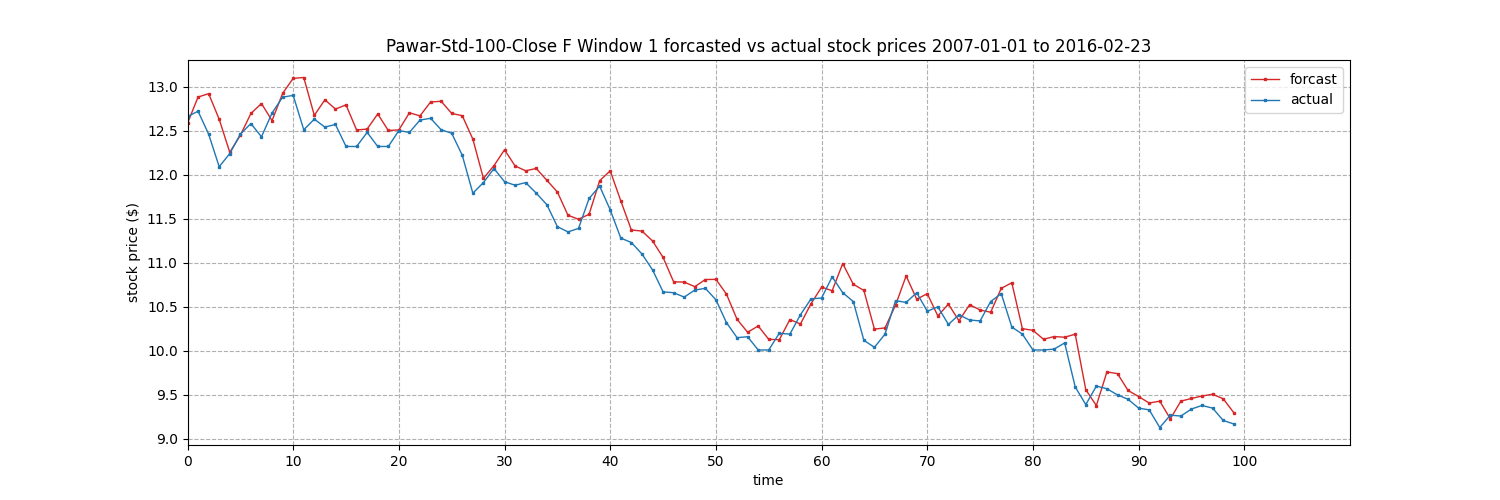 Pawar-Std-100-Close F Window 1 forcasted vs actual stock prices 2007-01-01 to 2016-02-23
forcast
actual
stock price ($)
13.0
12.5
12.0
11.5
11.0
10.5
10.0
9.5
9.0
0 10 20 30 40 50 60 70 80 90 100
time